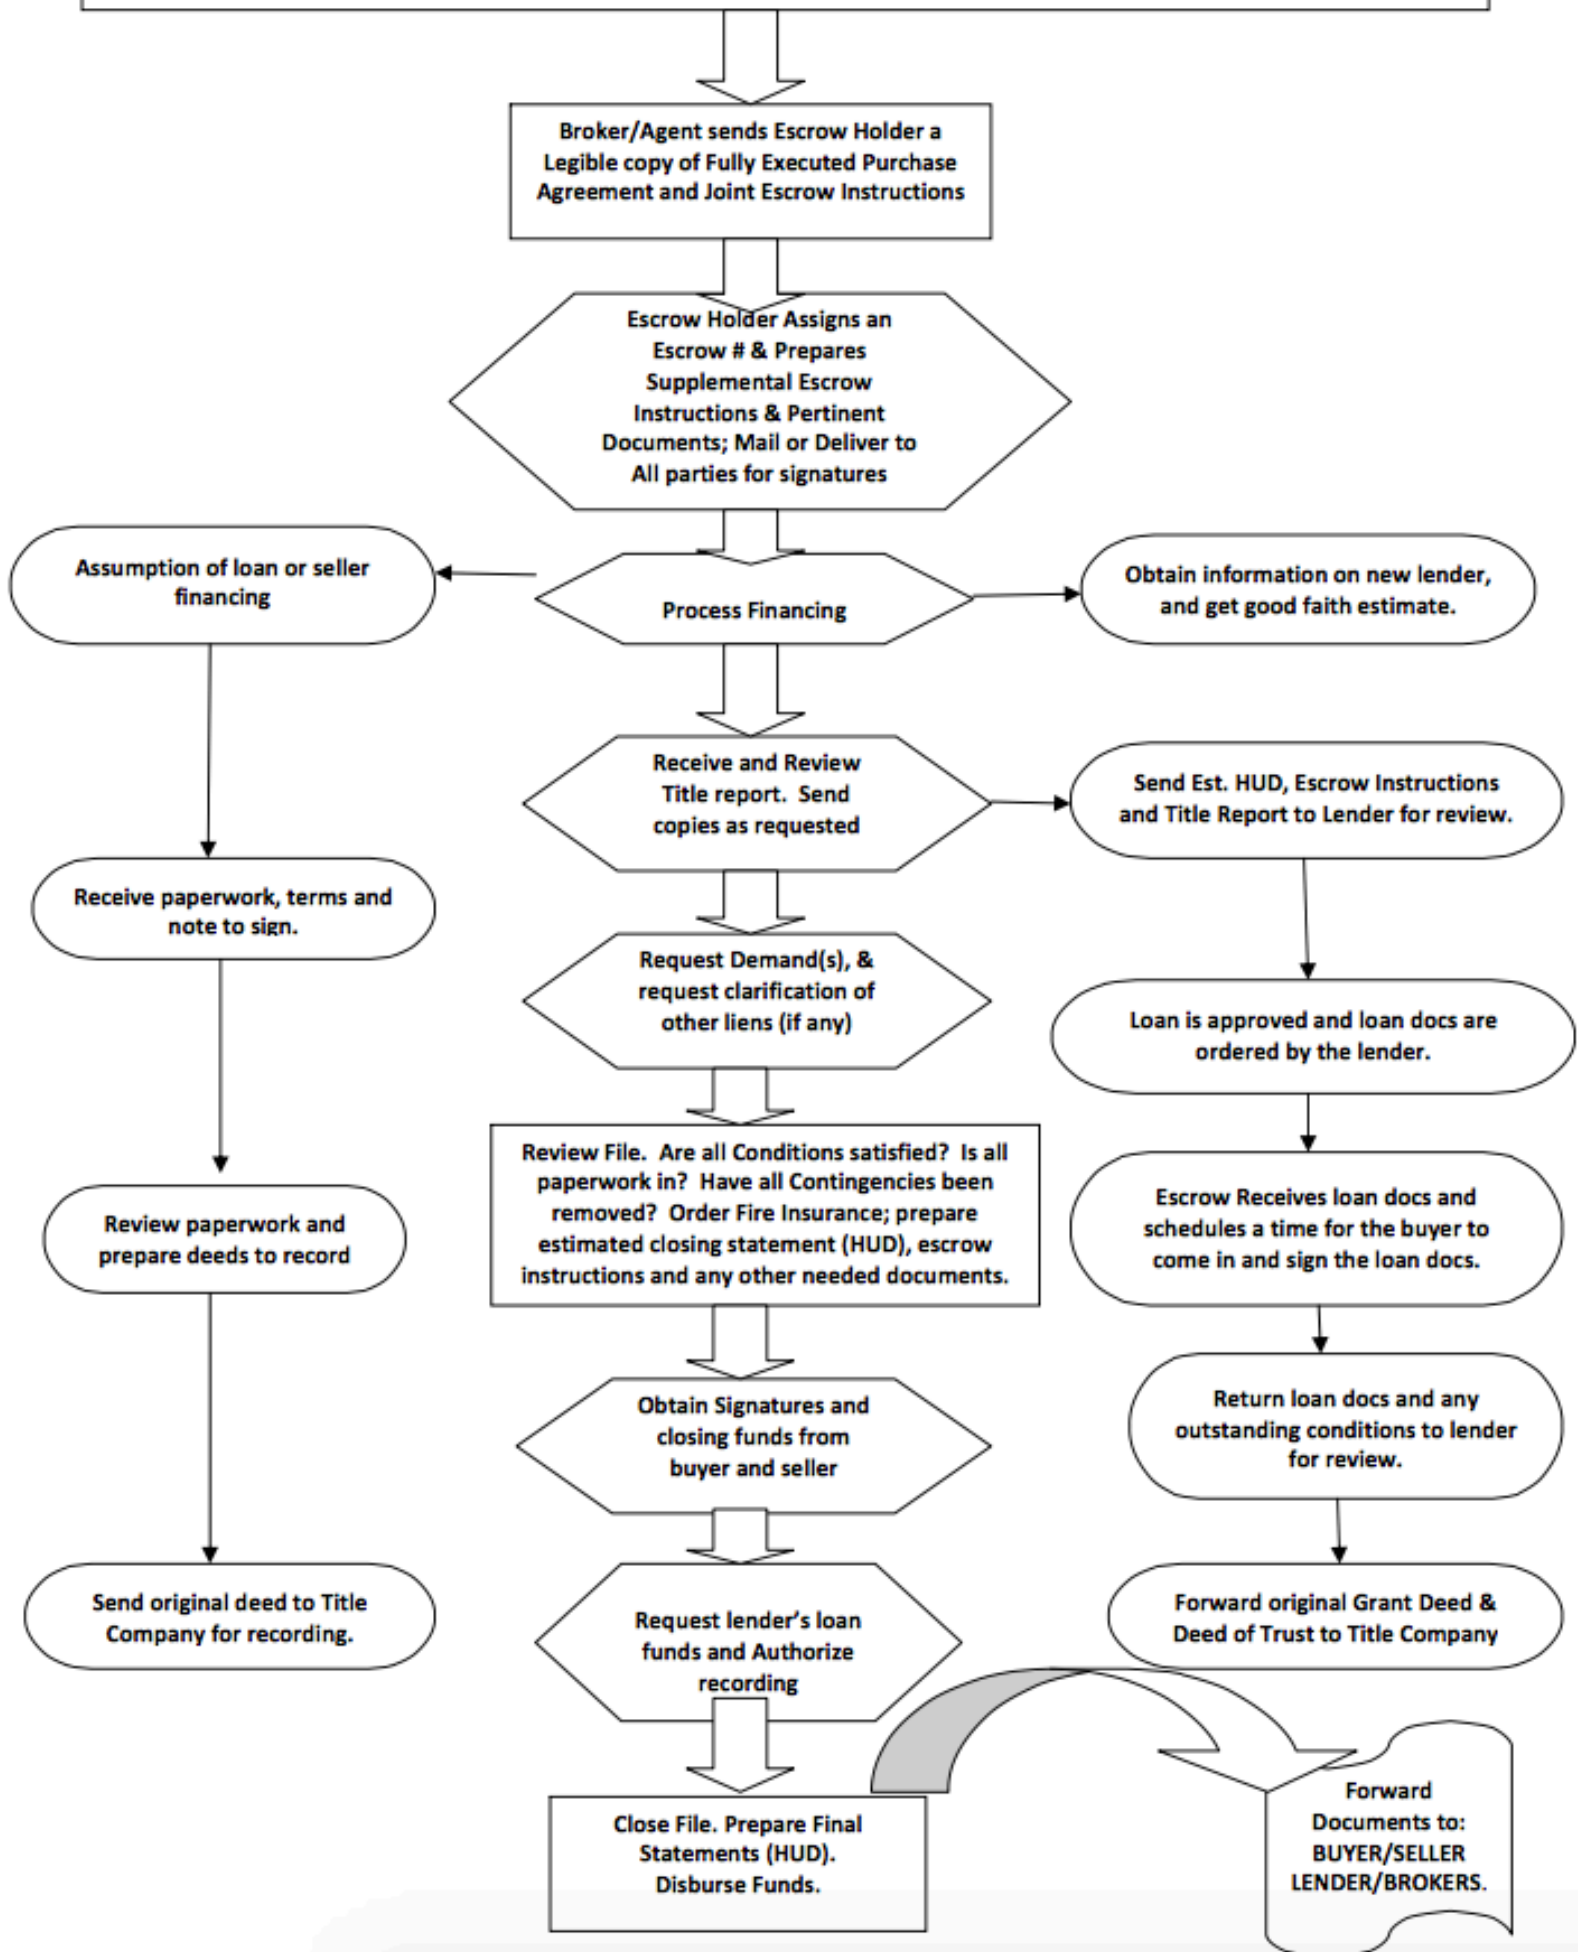 Broker/Agent sends Escrow Holder a
Legible copy of Fully Executed Purchase
Agreement and Joint Escrow Instructions
Escrow Holder Assigns an
Escrow # & Prepares
Supplemental Escrow
Instructions & Pertinent
Documents; Mail or Deliver to
All parties for signatures
Assumption of loan or seller
financing
Process Financing
Obtain information on new lender,
and get good faith estimate.
Receive and Review
Title report.  Send
copies as requested
Send Est. HUD, Escrow Instructions
and Title Report to Lender for review.
Receive paperwork, terms and
note to sign.
Request Demand(s), &
request clarification of
other liens (if any)
Loan is approved and loan docs are
ordered by the lender.
Review File.  Are all Conditions satisfied?  Is all
paperwork in?  Have all Contingencies been
removed?  Order Fire Insurance; prepare
estimated closing statement (HUD), escrow
instructions and any other needed documents.
Review paperwork and
prepare deeds to record
Escrow Receives loan docs and
schedules a time for the buyer to
come in and sign the loan docs.
Obtain Signatures and
closing funds from
buyer and seller
Return loan docs and any
outstanding conditions to lender
for review.
Send original deed to Title
Company for recording.
Request lender's loan
funds and Authorize
recording
Forward original Grant Deed &
Deed of Trust to Title Company
Close File. Prepare Final
Statements (HUD).
Disburse Funds.
Forward
Documents to:
BUYER/SELLER
LENDER/BROKERS.